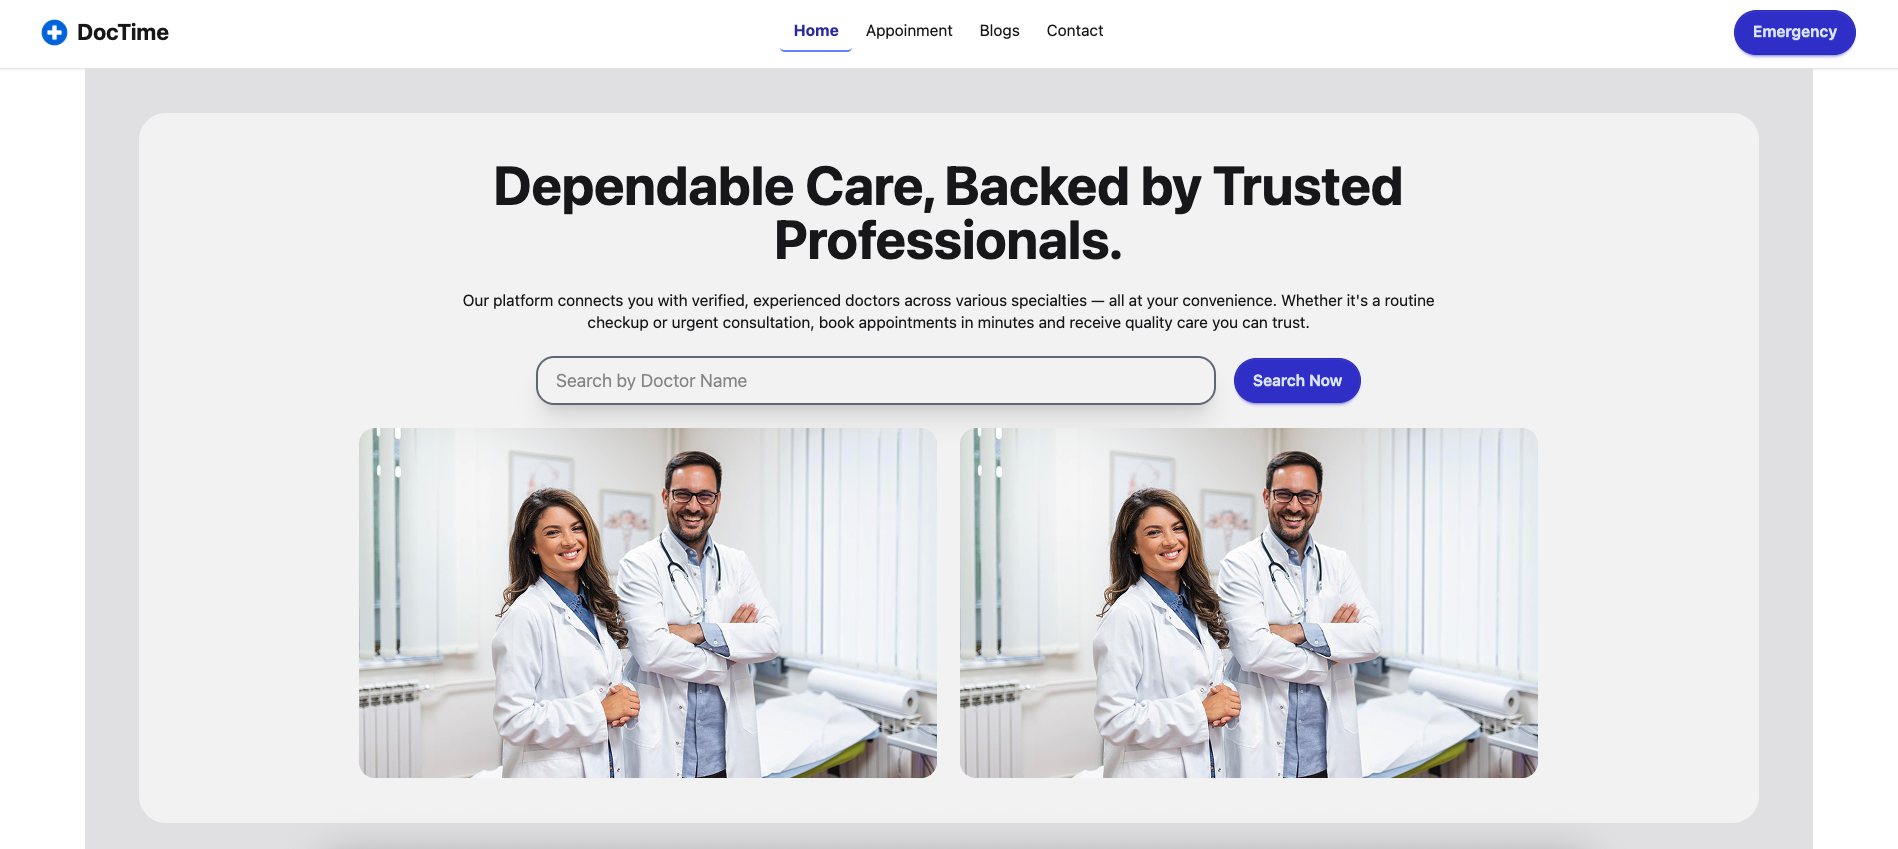 DocTime
Home
Appoinment
Blogs
Contact
Emergency
Dependable Care, Backed by Trusted
Professionals.
Our platform connects you with verified, experienced doctors across various specialties — all at your convenience. Whether it's a routine
checkup or urgent consultation, book appointments in minutes and receive quality care you can trust.
Search by Doctor Name
Search Now